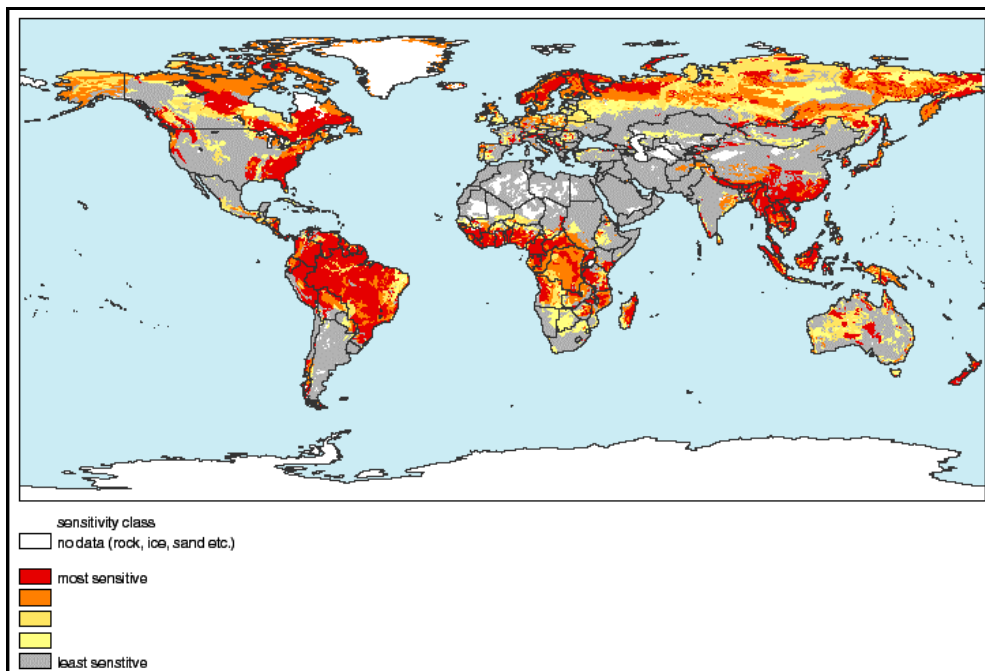 sensitivity class
no data (rock, ice, sand etc.)
most sensitive
least senstitve